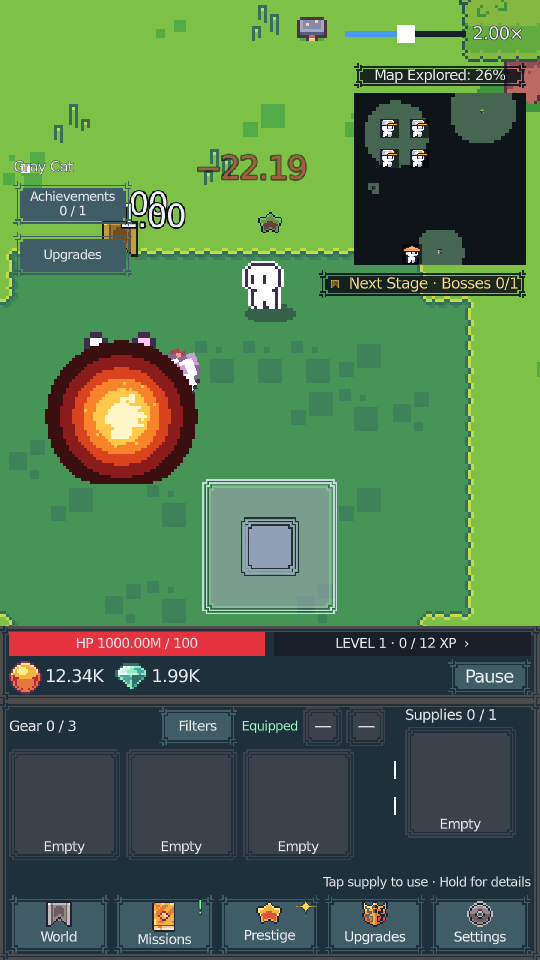 2.00×
Map Explored: 26%
Gray Cat
−22.19
Achievements
0 / 1
Upgrades
Next Stage · Bosses 0/1
HP 1000.00M / 100
LEVEL 1 · 0 / 12 XP ›
12.34K
1.99K
Pause
Gear 0 / 3
Filters
Equipped
—
—
Supplies 0 / 1
Empty
Empty
Empty
Empty
Tap supply to use · Hold for details
World
Missions
!
Prestige
Upgrades
Settings